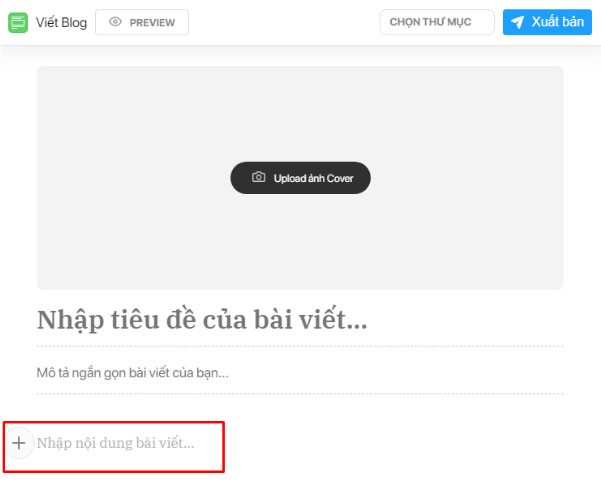 Viết Blog
PREVIEW
CHỌN THƯ MỤC
Xuất bản
Upload ảnh Cover
Nhập tiêu đề của bài viết...
Mô tả ngắn gọn bài viết của bạn...
Nhập nội dung bài viết...